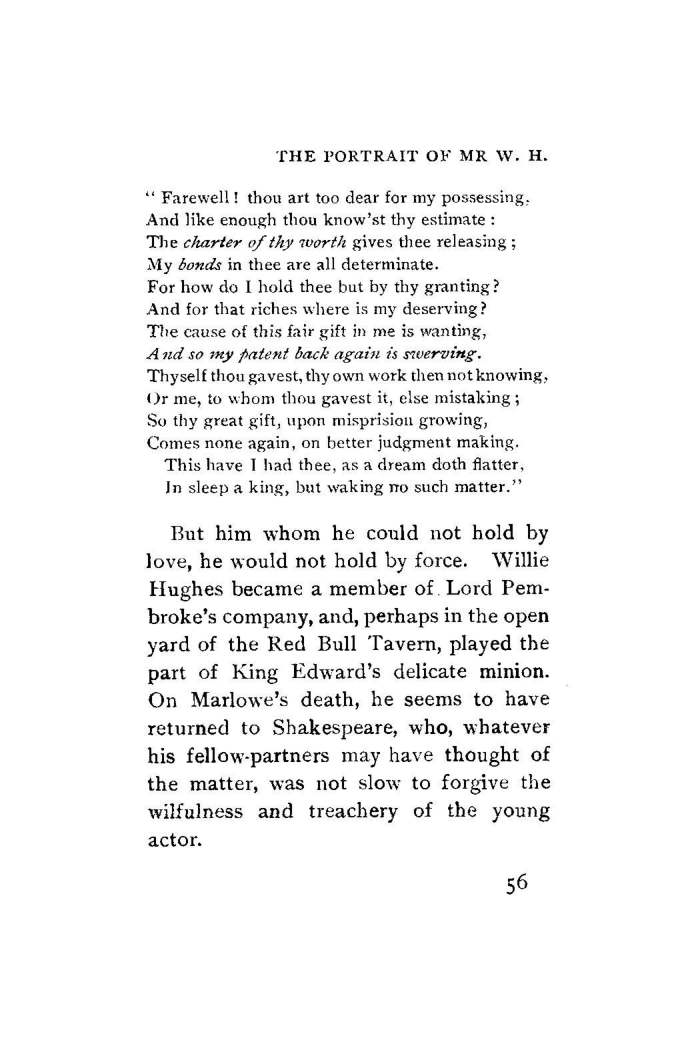 THE PORTRAIT OF MR W. H.
“ Farewell ! thou art too dear for my possessing,
And like enough thou know'st thy estimate :
The charter of thy worth gives thee releasing ;
My bonds in thee are all determinate.
For how do I hold thee but by thy granting?
And for that riches where is my deserving?
The cause of this fair gift in me is wanting,
And so my patent back again is swerving.
Thyself thou gavest, thy own work then not knowing,
Or me, to whom thou gavest it, else mistaking ;
So thy great gift, upon misprision growing,
Comes none again, on better judgment making.
This have I had thee, as a dream doth flatter,
In sleep a king, but waking no such matter.”
But him whom he could not hold by
love, he would not hold by force. Willie
Hughes became a member of Lord Pem-
broke's company, and, perhaps in the open
yard of the Red Bull Tavern, played the
part of King Edward's delicate minion.
On Marlowe's death, he seems to have
returned to Shakespeare, who, whatever
his fellow-partners may have thought of
the matter, was not slow to forgive the
wilfulness and treachery of the young
actor.
56